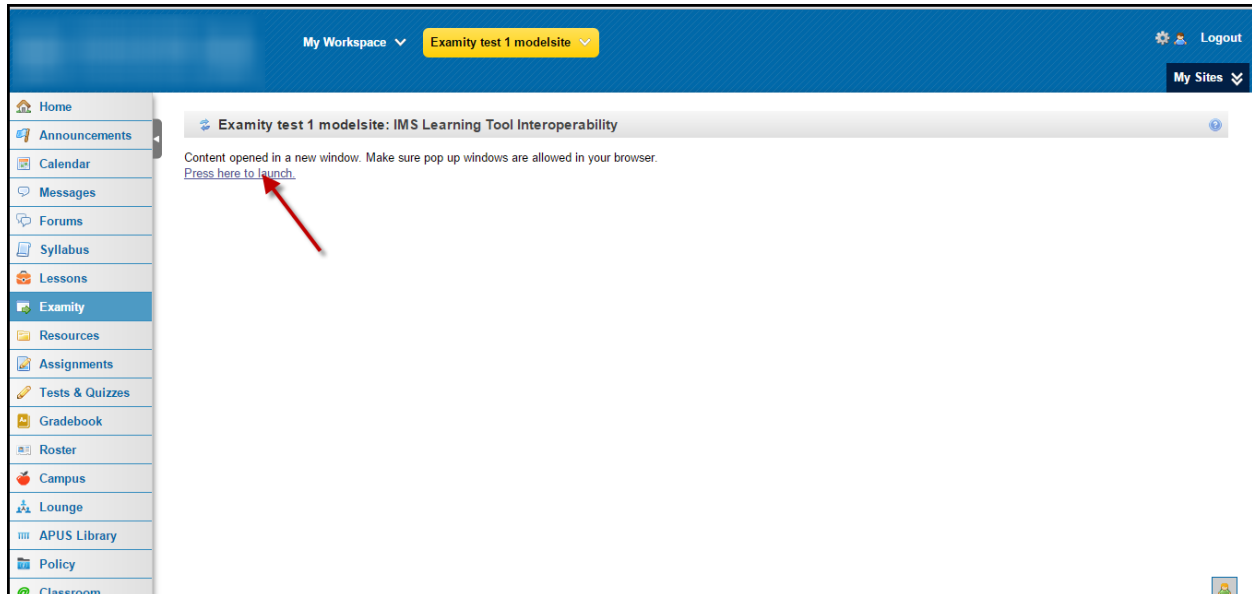 My Workspace
Examity test 1 modelsite
Logout
My Sites
Home
Announcements
Calendar
Messages
Forums
Syllabus
Lessons
Examity
Resources
Assignments
Tests & Quizzes
Gradebook
Roster
Campus
Lounge
APUS Library
Policy
Classroom
Examity test 1 modelsite: IMS Learning Tool Interoperability
Content opened in a new window. Make sure pop up windows are allowed in your browser.
Press here to launch.